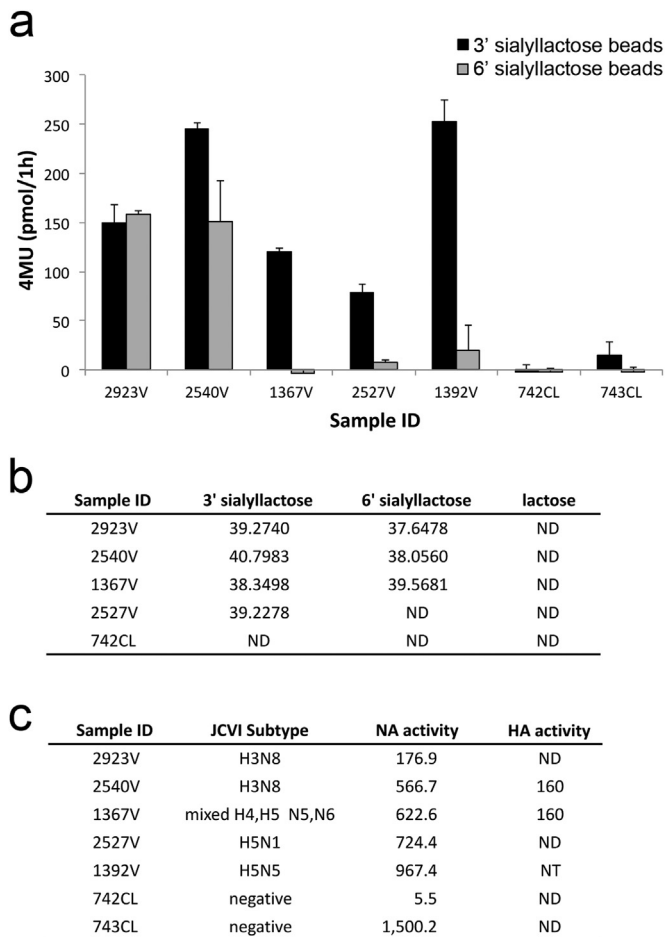 a
3' sialyllactose beads
6' sialyllactose beads
300
250
200
150
100
50
0
4MU (pmol/1h)
2923V 2540V 1367V 2527V 1392V 742CL 743CL
Sample ID
b
Sample ID 3' sialyllactose 6' sialyllactose lactose
2923V 39.2740 37.6478 ND
2540V 40.7983 38.0560 ND
1367V 38.3498 39.5681 ND
2527V 39.2278 ND ND
742CL ND ND ND
c
Sample ID JCVI Subtype NA activity HA activity
2923V H3N8 176.9 ND
2540V H3N8 566.7 160
1367V mixed H4,H5 N5,N6 622.6 160
2527V H5N1 724.4 ND
1392V H5N5 967.4 NT
742CL negative 5.5 ND
743CL negative 1,500.2 ND